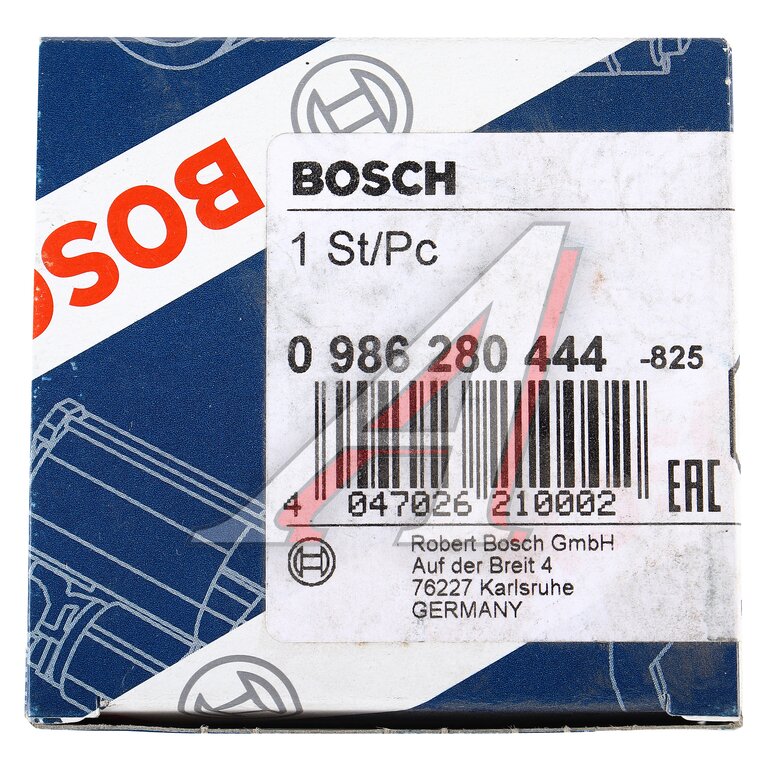 BOSCH
BOSCH
1 St/Pc
0 986 280 444 -825
4 047026 210002
EAC
Robert Bosch GmbH
Auf der Breit 4
76227 Karlsruhe
GERMANY